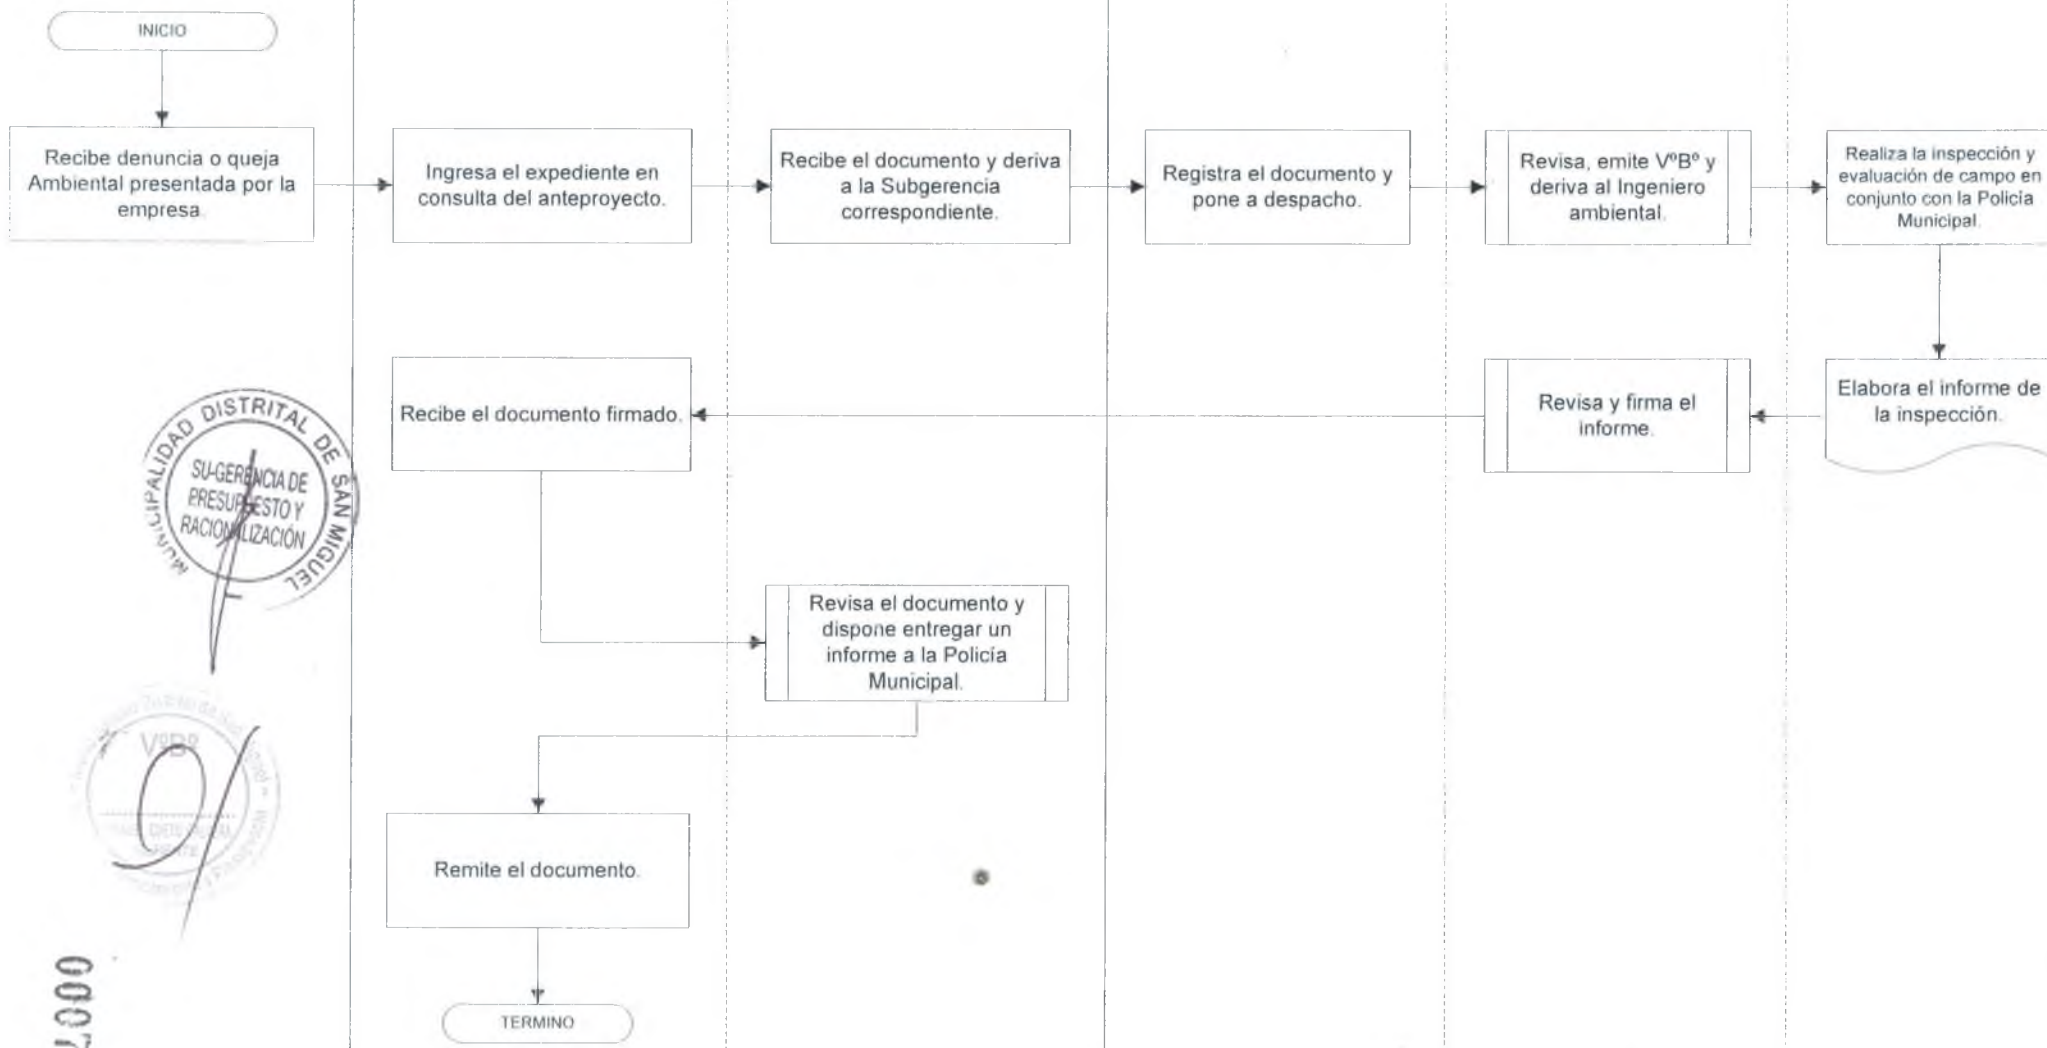 INICIO
Recibe denuncia o queja
Ambiental presentada por la
empresa.
Ingresa el expediente en
consulta del anteproyecto.
Recibe el documento y deriva
a la Subgerencia
correspondiente.
Registra el documento y
pone a despacho.
Revisa, emite VºBº y
deriva al Ingeniero
ambiental.
Realiza la inspección y
evaluación de campo en
conjunto con la Policía
Municipal.
Elabora el informe de
la inspección.
Revisa y firma el
informe.
Recibe el documento firmado.
Revisa el documento y
dispone entregar un
informe a la Policía
Municipal.
Remite el documento.
TERMINO
MUNICIPALIDAD DISTRITAL DE SAN MIGUEL
SU-GERENCIA DE
PRESUPUESTO Y
RACIONALIZACIÓN
VºBº
0007